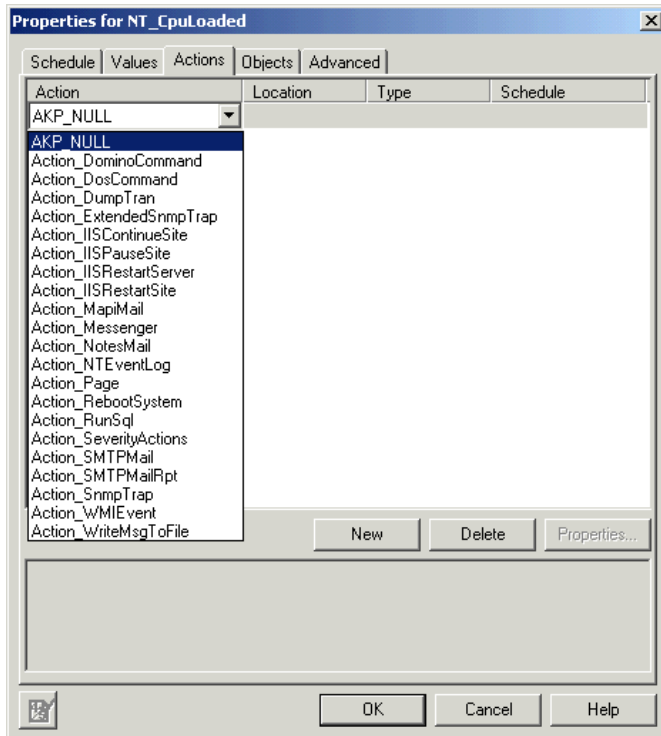 Properties for NT_CpuLoaded
Schedule Values Actions Objects Advanced
Action Location Type Schedule
AKP_NULL
AKP_NULL
Action_DominoCommand
Action_DosCommand
Action_DumpTran
Action_ExtendedSnmpTrap
Action_IISContinueSite
Action_IISPauseSite
Action_IISRestartServer
Action_IISRestartSite
Action_MapiMail
Action_Messenger
Action_NotesMail
Action_NTEventLog
Action_Page
Action_RebootSystem
Action_RunSql
Action_SeverityActions
Action_SMTPMail
Action_SMTPMailRpt
Action_SnmpTrap
Action_WMIEvent
Action_WriteMsgToFile
New Delete Properties...
OK Cancel Help